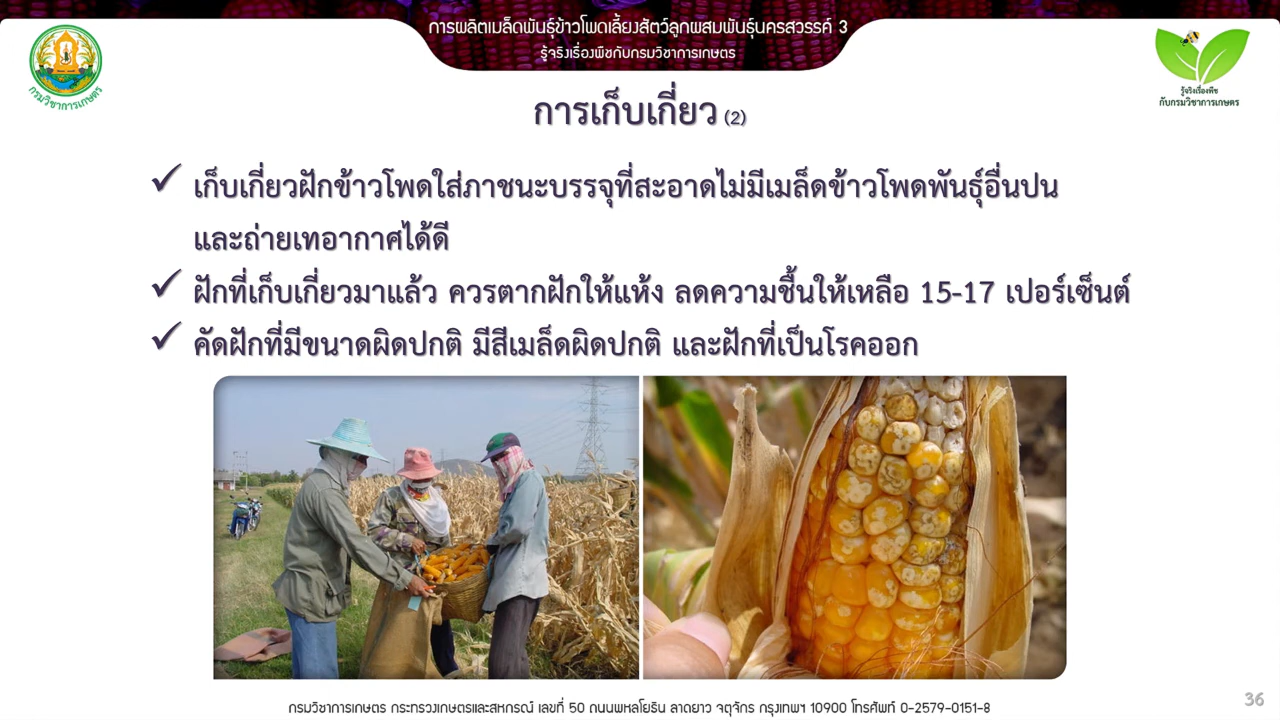 การผลิตเมล็ดพันธุ์ข้าวโพดเลี้ยงสัตว์ลูกผสมพันธุ์นครสวรรค์ 3
รู้จริงเรื่องพืชกับกรมวิชาการเกษตร
กรมวิชาการเกษตร
รู้จริงเรื่องพืช
กับกรมวิชาการเกษตร
การเก็บเกี่ยว (2)
✓ เก็บเกี่ยวฝักข้าวโพดใส่ภาชนะบรรจุที่สะอาดไม่มีเมล็ดข้าวโพดพันธุ์อื่นปน
และถ่ายเทอากาศได้ดี
✓ ฝักที่เก็บเกี่ยวมาแล้ว ควรตากฝักให้แห้ง ลดความชื้นให้เหลือ 15-17 เปอร์เซ็นต์
✓ คัดฝักที่มีขนาดผิดปกติ มีสีเมล็ดผิดปกติ และฝักที่เป็นโรคออก
36
กรมวิชาการเกษตร กระทรวงเกษตรและสหกรณ์ เลขที่ 50 ถนนพหลโยธิน ลาดยาว จตุจักร กรุงเทพฯ 10900 โทรศัพท์ 0-2579-0151-8